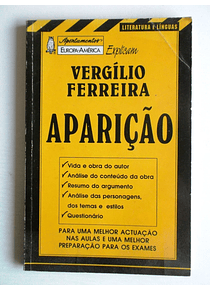 LITERATURA E LÍNGUAS
Apontamentos
EUROPA-AMÉRICA
Explicam
VERGÍLIO
FERREIRA
APARIÇÃO
Vida e obra do autor
Análise do conteúdo da obra
Resumo do argumento
Análise das personagens,
dos temas e estilos
Questionário
PARA UMA MELHOR ACTUAÇÃO
NAS AULAS E UMA MELHOR
PREPARAÇÃO PARA OS EXAMES